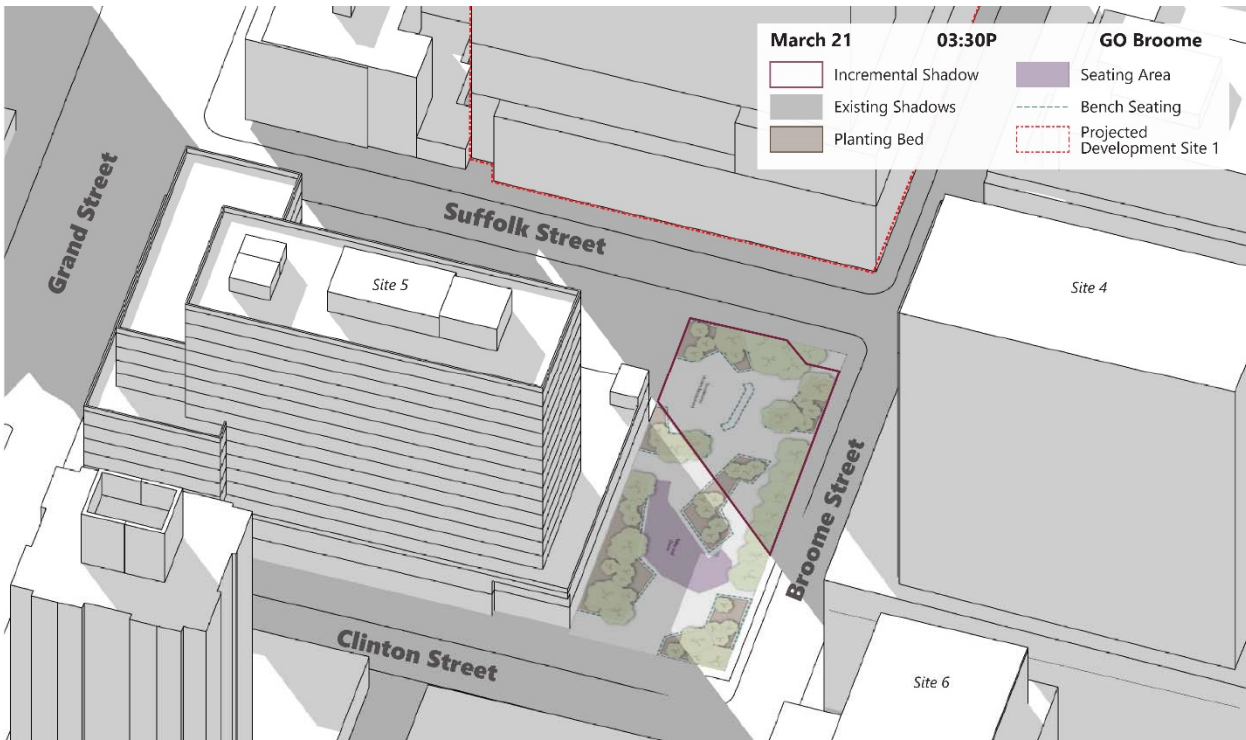 March 21 03:30P GO Broome
Incremental Shadow
Seating Area
Existing Shadows
Bench Seating
Planting Bed
Projected
Development Site 1
Grand Street
Suffolk Street
Site 5
Site 4
Broome Street
Clinton Street
Site 6